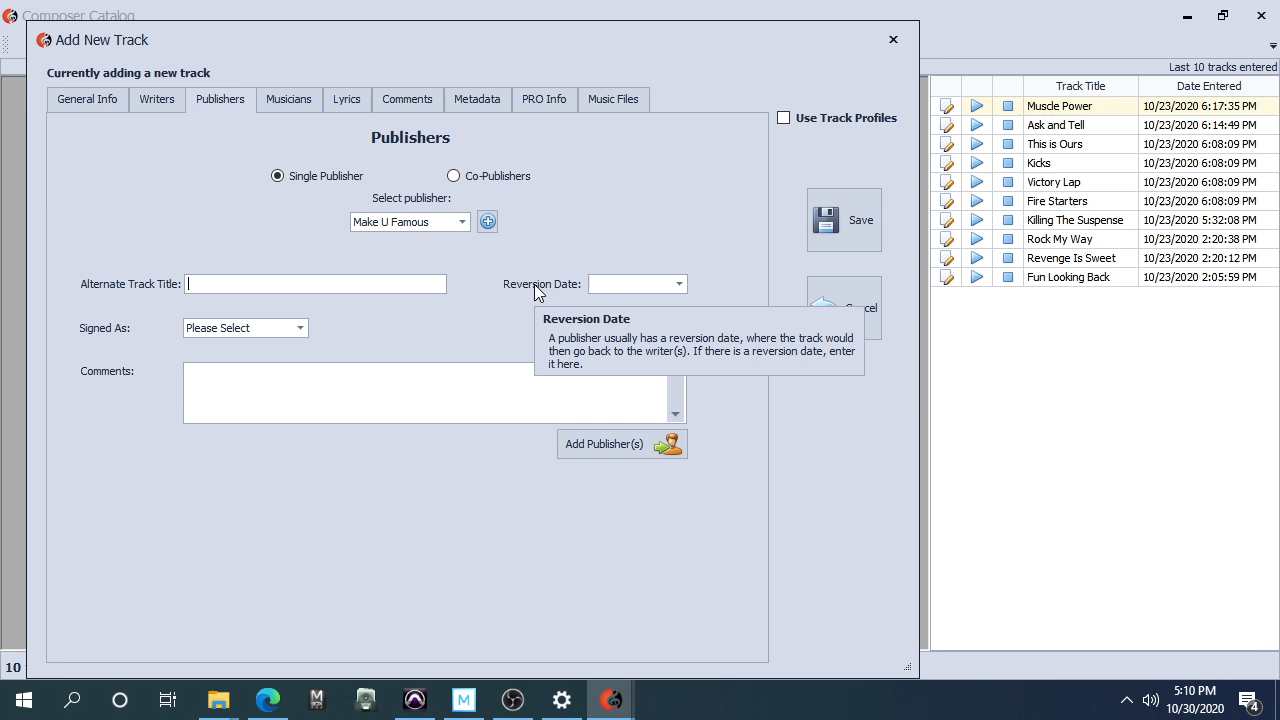 Composer Catalog
Add New Track
Currently adding a new track
Last 10 tracks entered
General Info Writers Publishers Musicians Lyrics Comments Metadata PRO Info Music Files
Track Title Date Entered
Publishers
Use Track Profiles
Single Publisher Co-Publishers
Select publisher:
Make U Famous
Save
Alternate Track Title:
Reversion Date:
cel
Reversion Date
A publisher usually has a reversion date, where the track would
then go back to the writer(s). If there is a reversion date, enter
it here.
Signed As: Please Select
Comments:
Add Publisher(s)
Muscle Power 10/23/2020 6:17:35 PM
Ask and Tell 10/23/2020 6:14:49 PM
This is Ours 10/23/2020 6:08:09 PM
Kicks 10/23/2020 6:08:09 PM
Victory Lap 10/23/2020 6:08:09 PM
Fire Starters 10/23/2020 6:08:09 PM
Killing The Suspense 10/23/2020 5:32:08 PM
Rock My Way 10/23/2020 2:20:38 PM
Revenge Is Sweet 10/23/2020 2:20:12 PM
Fun Looking Back 10/23/2020 2:05:59 PM
10
M
5:10 PM
10/30/2020
4